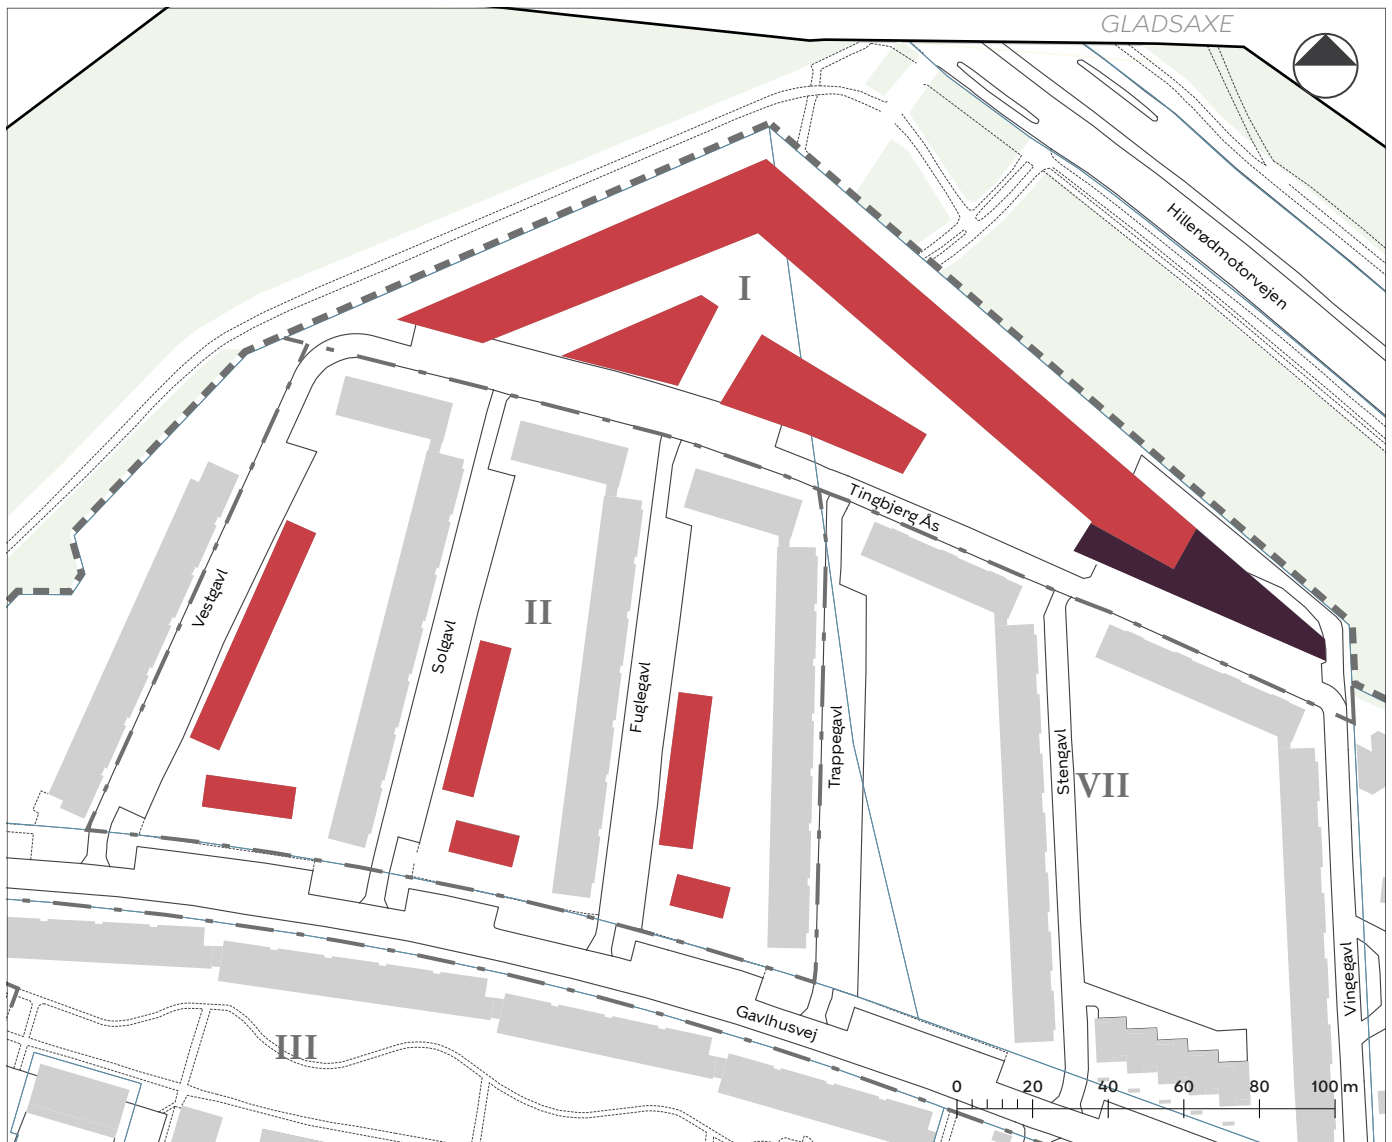 GLADSAXE
Hillerødmotorvejen
I
Tingbjerg Ås
Vestgavl
II
Solgavl
Fuglegavl
Trappegavl
Stengavl
VII
Vingegavl
Gavlhusvej
III
0 20 40 60 80 100 m